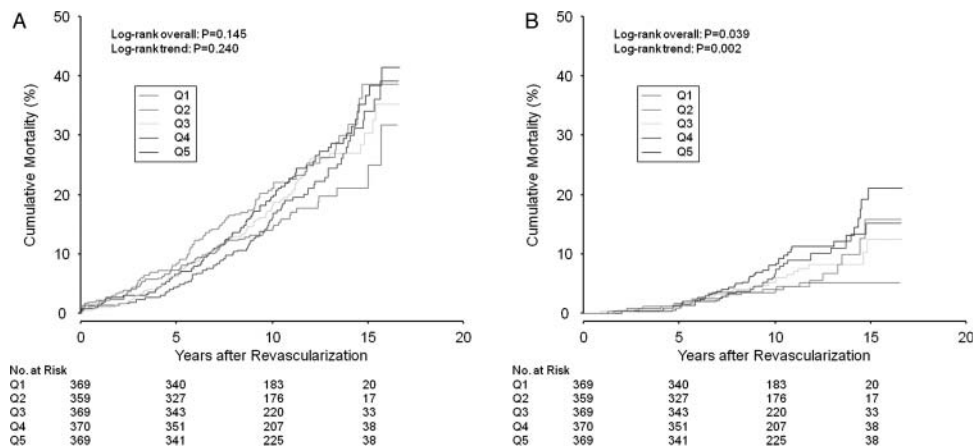 A
Log-rank overall: P=0.145
Log-rank trend: P=0.240
Q1
Q2
Q3
Q4
Q5
Cumulative Mortality (%)
50
40
30
20
10
0
0 5 10 15 20
Years after Revascularization
No. at Risk
Q1 369 340 183 20
Q2 359 327 176 17
Q3 369 343 220 33
Q4 370 351 207 38
Q5 369 341 225 38
B
Log-rank overall: P=0.039
Log-rank trend: P=0.002
Q1
Q2
Q3
Q4
Q5
Cumulative Mortality (%)
50
40
30
20
10
0
0 5 10 15 20
Years after Revascularization
No. at Risk
Q1 369 340 183 20
Q2 359 327 176 17
Q3 369 343 220 33
Q4 370 351 207 38
Q5 369 341 225 38